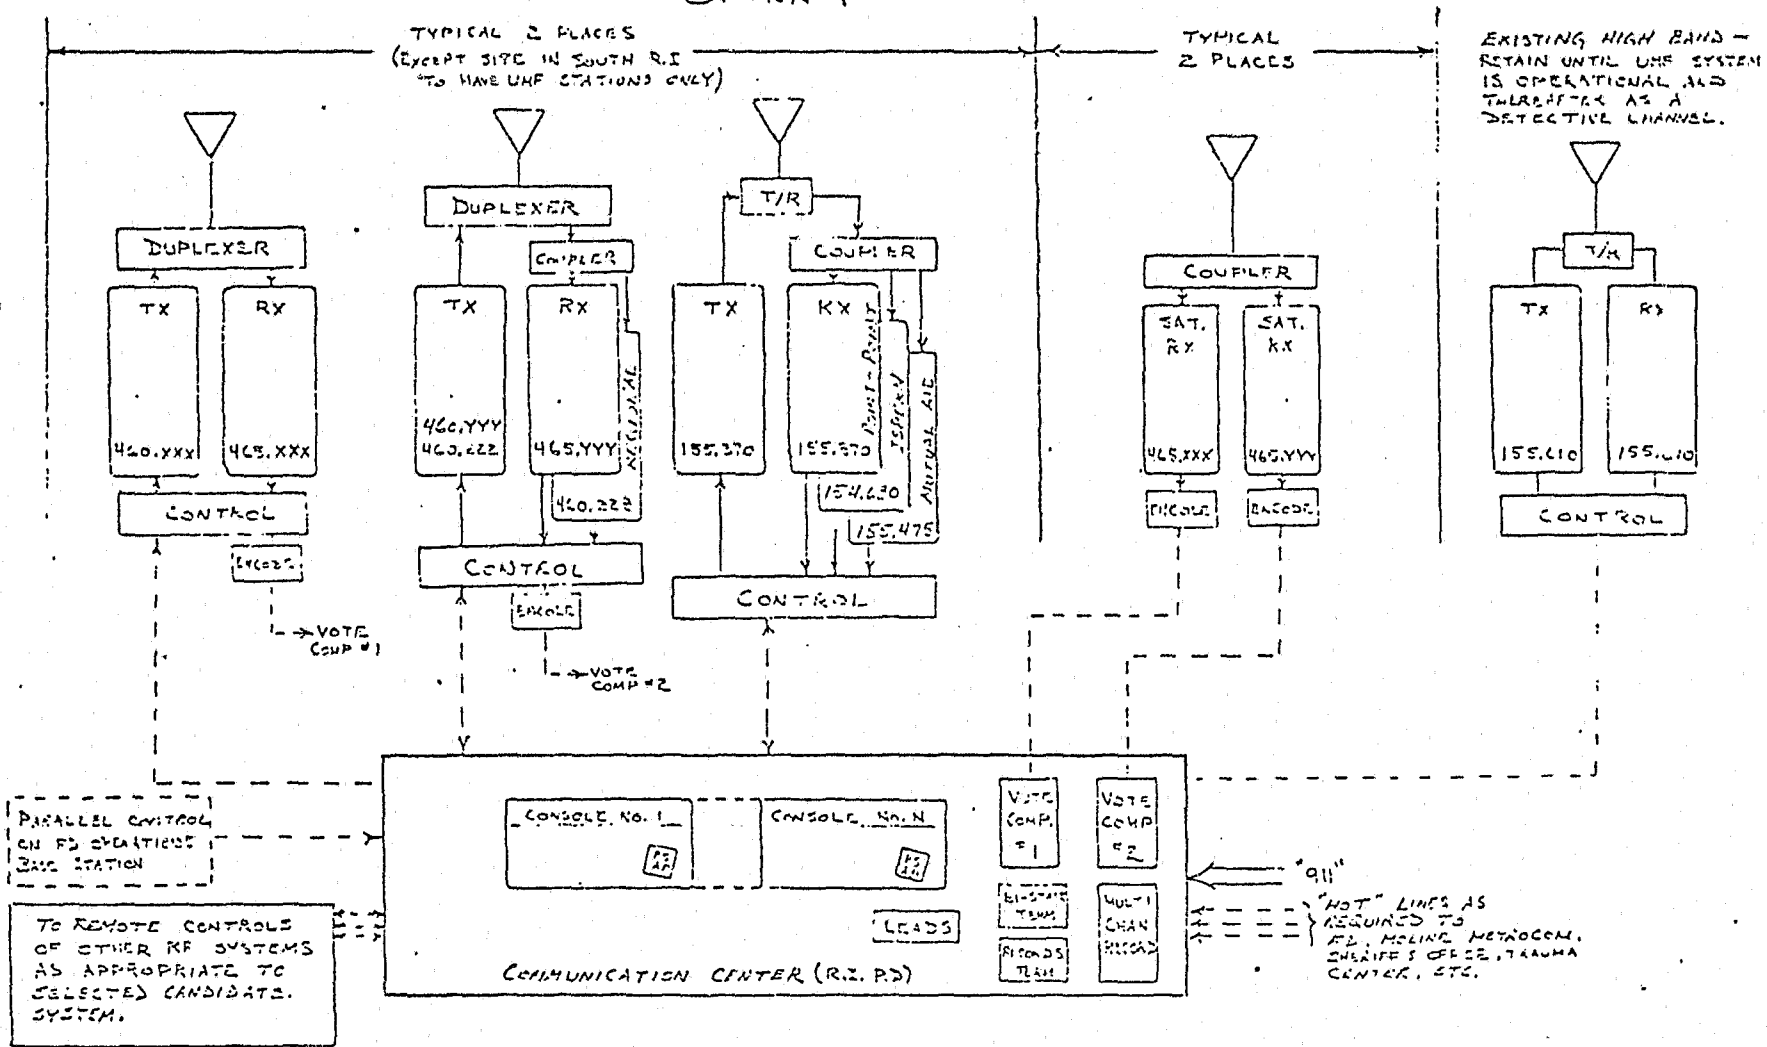 TYPICAL 2 PLACES
(EXCEPT SITE IN SOUTH R.I
TO HAVE UHF STATIONS ONLY)
TYPICAL
2 PLACES
EXISTING HIGH BAND –
RETAIN UNTIL UHF SYSTEM
IS OPERATIONAL AND
THEREAFTER AS A
DETECTIVE CHANNEL.
DUPLEXER
TX
RX
460.XXX
465.XXX
CONTROL
ENCODE
VOTE
COMP #1
DUPLEXER
COUPLER
TX
RX
460.YYY
460.ZZZ
465.YYY
460.ZZZ
CONTROL
ENCODE
VOTE
COMP #2
T/R
COUPLER
TX
RX
POINT-POINT
ISPERN
MUTUAL AID
155.370
155.370
154.630
155.475
CONTROL
COUPLER
SAT.
RX
SAT.
RX
465.XXX
465.YYY
ENCODE
ENCODE
T/R
TX
RX
155.610
155.610
CONTROL
PARALLEL CONTROL
ON FD OPERATIONS
BASE STATION
TO REMOTE CONTROLS
OF OTHER RF SYSTEMS
AS APPROPRIATE TO
SELECTED CANDIDATE.
SYSTEM.
CONSOLE NO. 1
CONSOLE NO. N
VOTE
COMP.
#1
VOTE
COMP
#2
BI-STATE
TERM
RECORDS
TERM
MULTI
CHAN
RECORD
LEADS
COMMUNICATION CENTER (R.I. P.D)
"911"
"HOT" LINES AS
REQUIRED TO
FD, MOLINE METROCOM,
SHERIFF'S OFFICE, TRAUMA
CENTER, ETC.